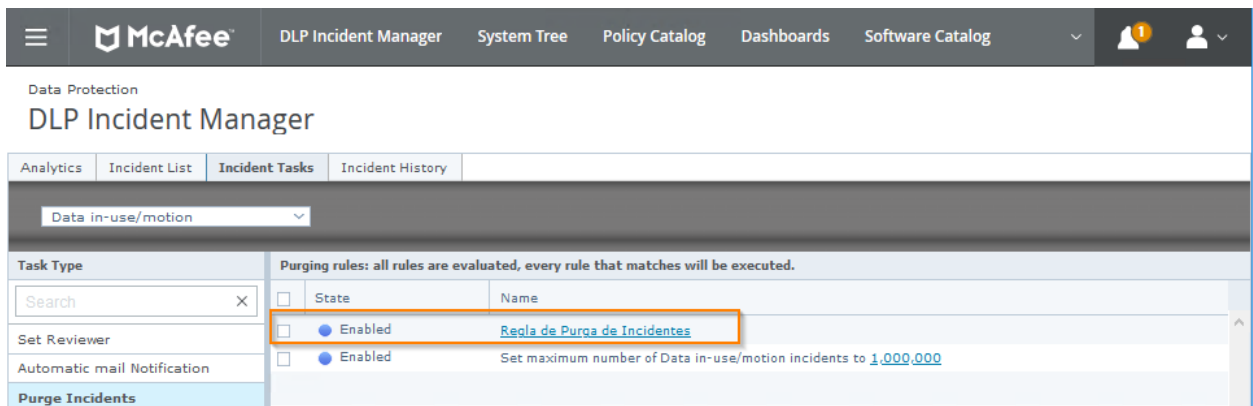 McAfee™ DLP Incident Manager System Tree Policy Catalog Dashboards Software Catalog 1
Data Protection
DLP Incident Manager
Analytics Incident List Incident Tasks Incident History
Data in-use/motion
Task Type Purging rules: all rules are evaluated, every rule that matches will be executed.
Search State Name
Enabled Regla de Purga de Incidentes
Set Reviewer
Enabled Set maximum number of Data in-use/motion incidents to 1,000,000
Automatic mail Notification
Purge Incidents